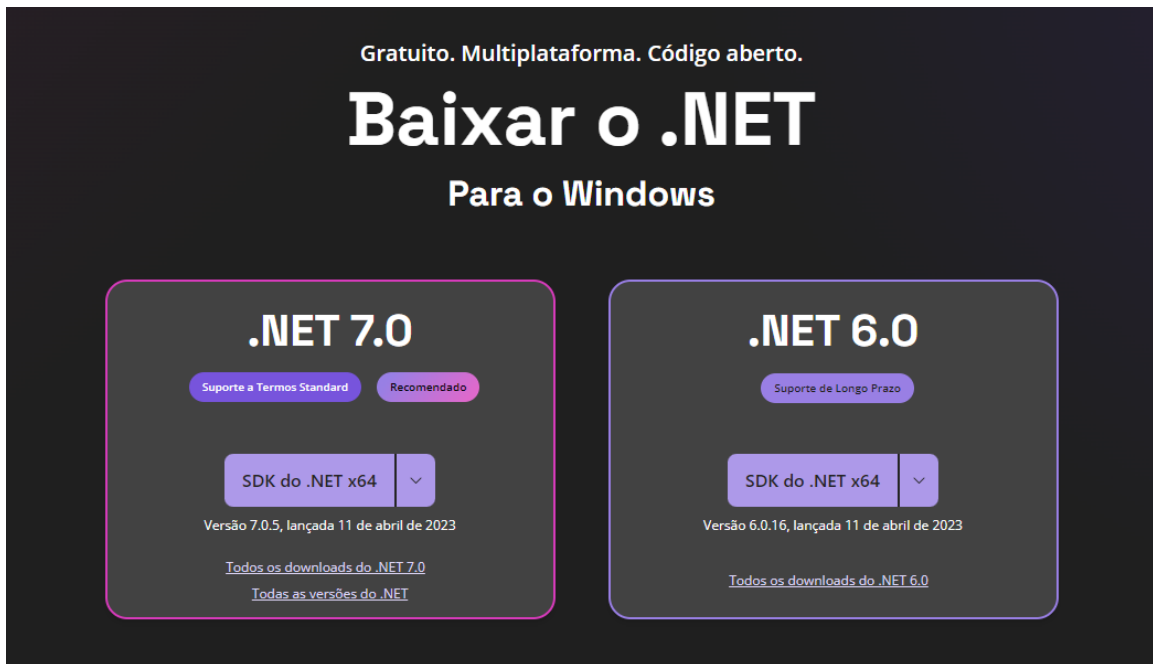 Gratuito. Multiplataforma. Código aberto.
Baixar o .NET
Para o Windows
.NET 7.0
Suporte a Termos Standard
Recomendado
SDK do .NET x64
Versão 7.0.5, lançada 11 de abril de 2023
Todos os downloads do .NET 7.0
Todas as versões do .NET
.NET 6.0
Suporte de Longo Prazo
SDK do .NET x64
Versão 6.0.16, lançada 11 de abril de 2023
Todos os downloads do .NET 6.0